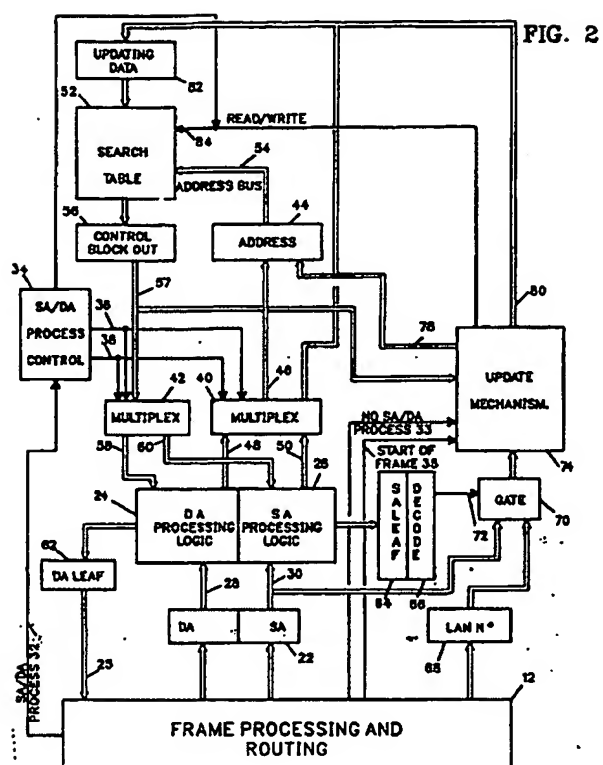 FIG. 2
UPDATING
DATA
82
52
READ/WRITE
84
SEARCH
TABLE
54
ADDRESS BUS
56
44
CONTROL
BLOCK OUT
ADDRESS
34
57
80
SA/DA
PROCESS
CONTROL
36
38
78
42
40
46
UPDATE
MECHANISM.
MULTIPLEX
MULTIPLEX
NO SA/DA
PROCESS 33
58
60
48
50
START OF
FRAME 35
74
24
26
DA
PROCESSING
LOGIC
SA
PROCESSING
LOGIC
SA LEAF
DECODE
GATE
70
72
62
DA LEAF
28
30
64
66
DA
SA
LAN Nº
25
22
68
SA/DA
PROCESS 32
12
FRAME PROCESSING AND
ROUTING